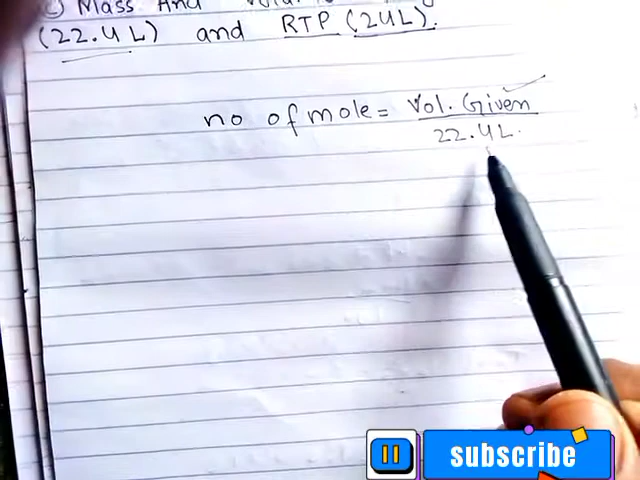 Mass And
(22.4 L) and RTP (24L).
no of mole = Vol. Given
22.4L.
subscribe